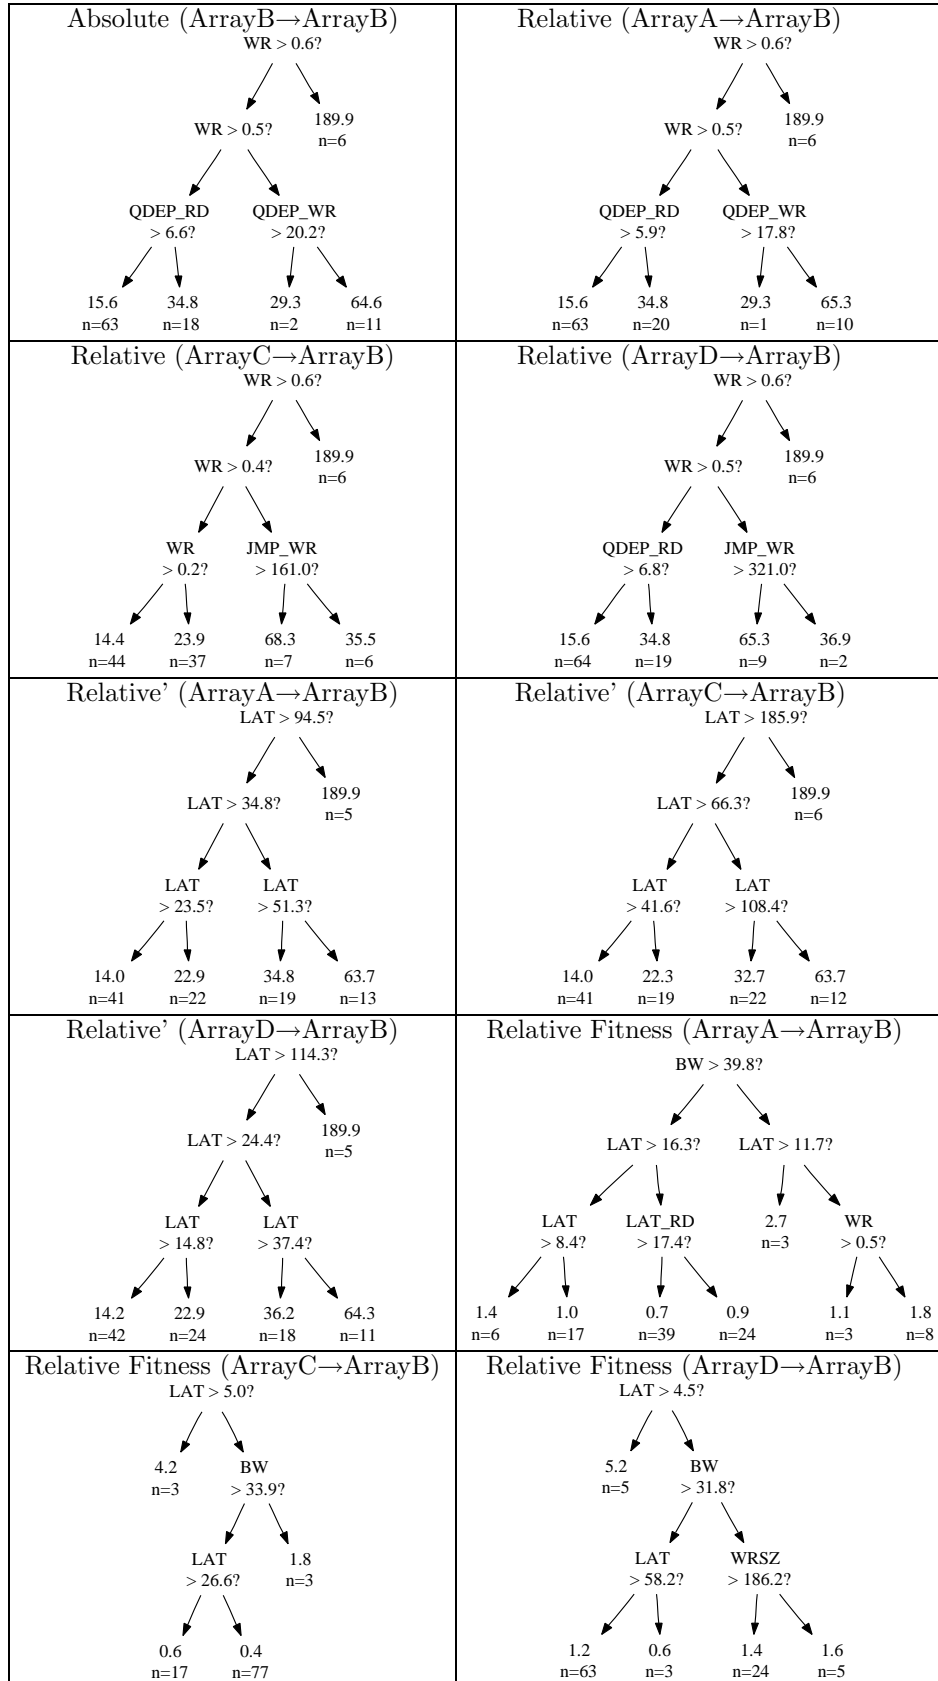 Absolute (ArrayB→ArrayB)
WR > 0.6?
189.9
n=6
WR > 0.5?
QDEP_RD
> 6.6?
QDEP_WR
> 20.2?
15.6
n=63
34.8
n=18
29.3
n=2
64.6
n=11
Relative (ArrayA→ArrayB)
WR > 0.6?
189.9
n=6
WR > 0.5?
QDEP_RD
> 5.9?
QDEP_WR
> 17.8?
15.6
n=63
34.8
n=20
29.3
n=1
65.3
n=10
Relative (ArrayC→ArrayB)
WR > 0.6?
189.9
n=6
WR > 0.4?
WR
> 0.2?
JMP_WR
> 161.0?
14.4
n=44
23.9
n=37
68.3
n=7
35.5
n=6
Relative (ArrayD→ArrayB)
WR > 0.6?
189.9
n=6
WR > 0.5?
QDEP_RD
> 6.8?
JMP_WR
> 321.0?
15.6
n=64
34.8
n=19
65.3
n=9
36.9
n=2
Relative’ (ArrayA→ArrayB)
LAT > 94.5?
189.9
n=5
LAT > 34.8?
LAT
> 23.5?
LAT
> 51.3?
14.0
n=41
22.9
n=22
34.8
n=19
63.7
n=13
Relative’ (ArrayC→ArrayB)
LAT > 185.9?
189.9
n=6
LAT > 66.3?
LAT
> 41.6?
LAT
> 108.4?
14.0
n=41
22.3
n=19
32.7
n=22
63.7
n=12
Relative’ (ArrayD→ArrayB)
LAT > 114.3?
189.9
n=5
LAT > 24.4?
LAT
> 14.8?
LAT
> 37.4?
14.2
n=42
22.9
n=24
36.2
n=18
64.3
n=11
Relative Fitness (ArrayA→ArrayB)
BW > 39.8?
LAT > 16.3?
LAT > 11.7?
LAT
> 8.4?
LAT_RD
> 17.4?
2.7
n=3
WR
> 0.5?
1.4
n=6
1.0
n=17
0.7
n=39
0.9
n=24
1.1
n=3
1.8
n=8
Relative Fitness (ArrayC→ArrayB)
LAT > 5.0?
4.2
n=3
BW
> 33.9?
LAT
> 26.6?
1.8
n=3
0.6
n=17
0.4
n=77
Relative Fitness (ArrayD→ArrayB)
LAT > 4.5?
5.2
n=5
BW
> 31.8?
LAT
> 58.2?
WRSZ
> 186.2?
1.2
n=63
0.6
n=3
1.4
n=24
1.6
n=5